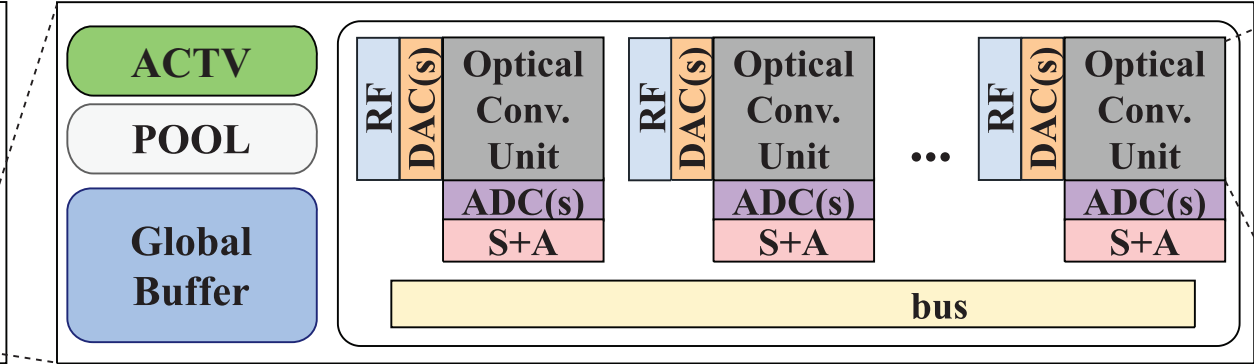 ACTV
POOL
Global
Buffer
RF
DAC(s)
Optical
Conv.
Unit
ADC(s)
S+A
RF
DAC(s)
Optical
Conv.
Unit
ADC(s)
S+A
...
RF
DAC(s)
Optical
Conv.
Unit
ADC(s)
S+A
bus